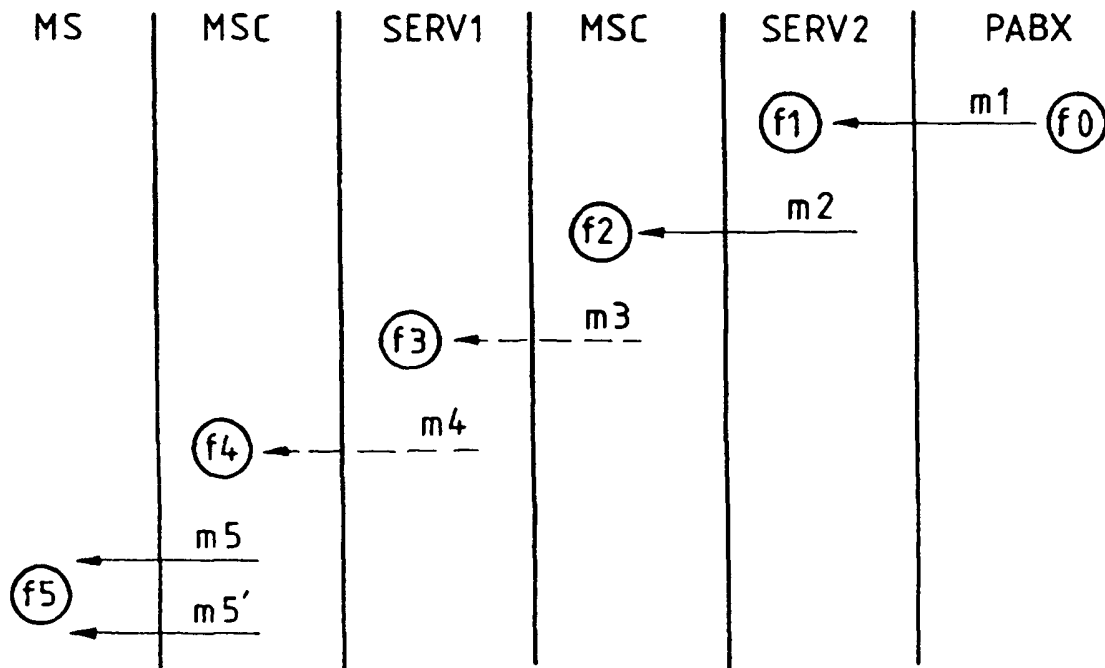 MS MSC SERV1 MSC SERV2 PABX
f1 m1 f0
f2 m2
f3 m3
f4 m4
m5
f5
m5'